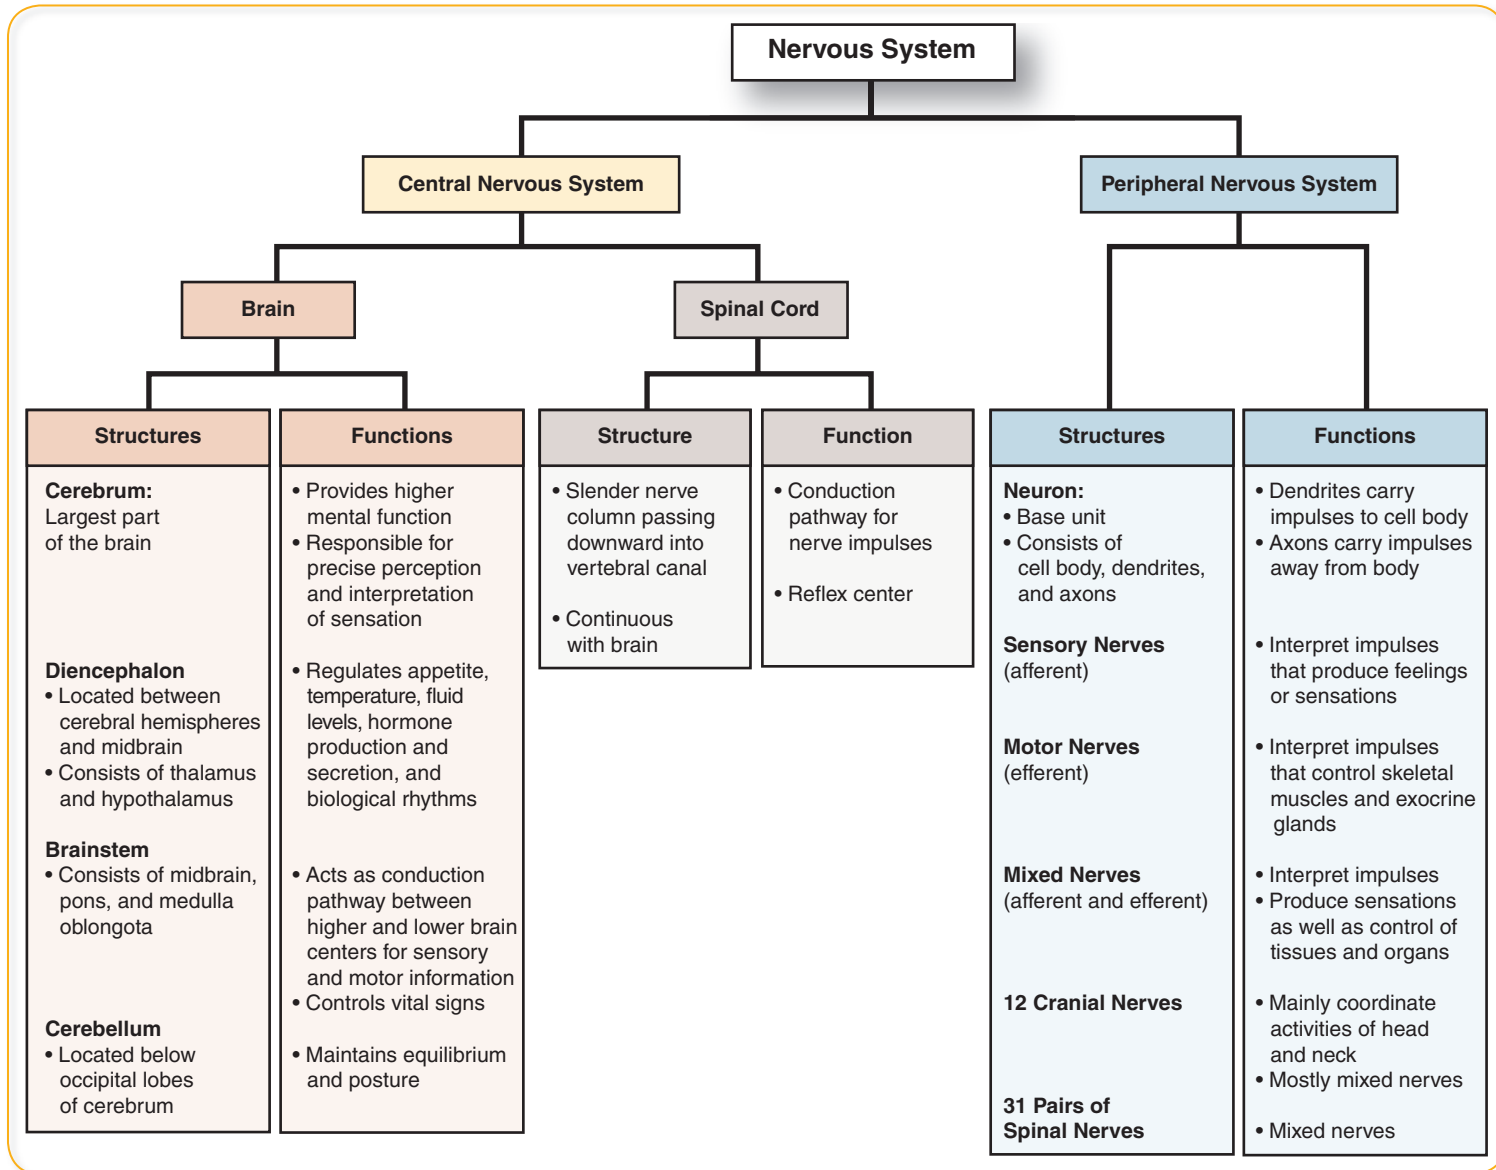 Nervous System
Central Nervous System
Peripheral Nervous System
Brain
Spinal Cord
Structures
Cerebrum:
Largest part
of the brain
Diencephalon
• Located between
cerebral hemispheres
and midbrain
• Consists of thalamus
and hypothalamus
Brainstem
• Consists of midbrain,
pons, and medulla
oblongota
Cerebellum
• Located below
occipital lobes
of cerebrum
Functions
• Provides higher
mental function
• Responsible for
precise perception
and interpretation
of sensation
• Regulates appetite,
temperature, fluid
levels, hormone
production and
secretion, and
biological rhythms
• Acts as conduction
pathway between
higher and lower brain
centers for sensory
and motor information
• Controls vital signs
• Maintains equilibrium
and posture
Structure
• Slender nerve
column passing
downward into
vertebral canal
• Continuous
with brain
Function
• Conduction
pathway for
nerve impulses
• Reflex center
Structures
Neuron:
• Base unit
• Consists of
cell body, dendrites,
and axons
Sensory Nerves
(afferent)
Motor Nerves
(efferent)
Mixed Nerves
(afferent and efferent)
12 Cranial Nerves
31 Pairs of
Spinal Nerves
Functions
• Dendrites carry
impulses to cell body
• Axons carry impulses
away from body
• Interpret impulses
that produce feelings
or sensations
• Interpret impulses
that control skeletal
muscles and exocrine
glands
• Interpret impulses
• Produce sensations
as well as control of
tissues and organs
• Mainly coordinate
activities of head
and neck
• Mostly mixed nerves
• Mixed nerves